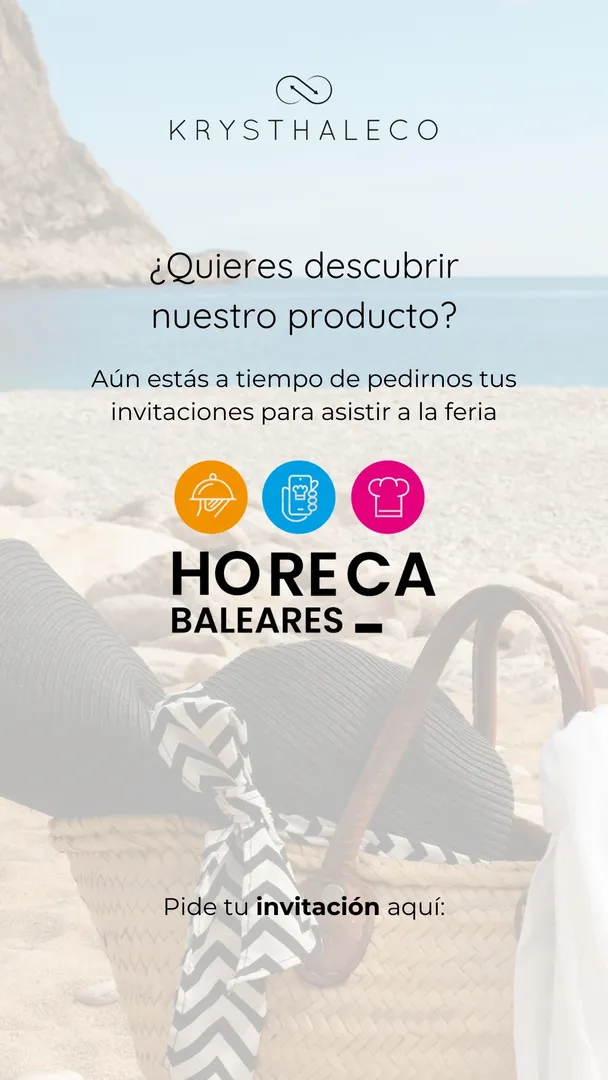 KRYSTHALECO
¿Quieres descubrir
nuestro producto?
Aún estás a tiempo de pedirnos tus
invitaciones para asistir a la feria
HORECA
BALEARES
Pide tu invitación aquí: